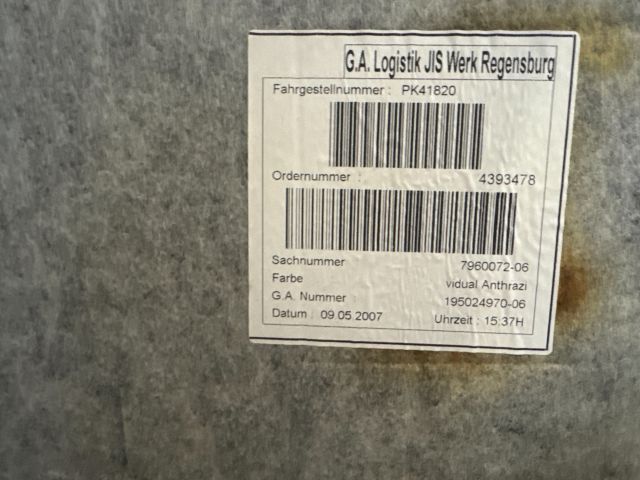 G.A. Logistik JIS Werk Regensburg
Fahrgestellnummer : PK41820
Ordernummer : 4393478
Sachnummer 7960072-06
Farbe vidual Anthrazi
G.A. Nummer 195024970-06
Datum : 09.05.2007 Uhrzeit : 15:37H